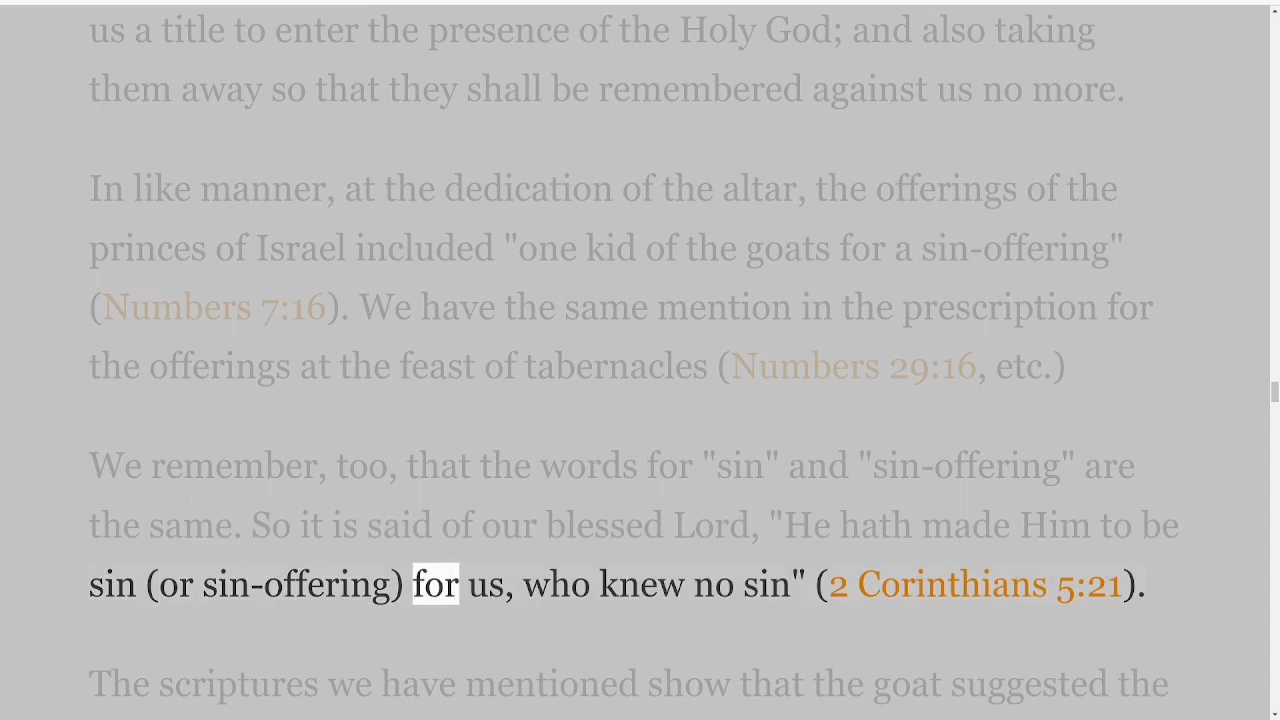 us a title to enter the presence of the Holy God; and also taking
them away so that they shall be remembered against us no more.
In like manner, at the dedication of the altar, the offerings of the
princes of Israel included "one kid of the goats for a sin-offering"
(Numbers 7:16). We have the same mention in the prescription for
the offerings at the feast of tabernacles (Numbers 29:16, etc.)
We remember, too, that the words for "sin" and "sin-offering" are
the same. So it is said of our blessed Lord, "He hath made Him to be
sin (or sin-offering) for us, who knew no sin" (2 Corinthians 5:21).
The scriptures we have mentioned show that the goat suggested the